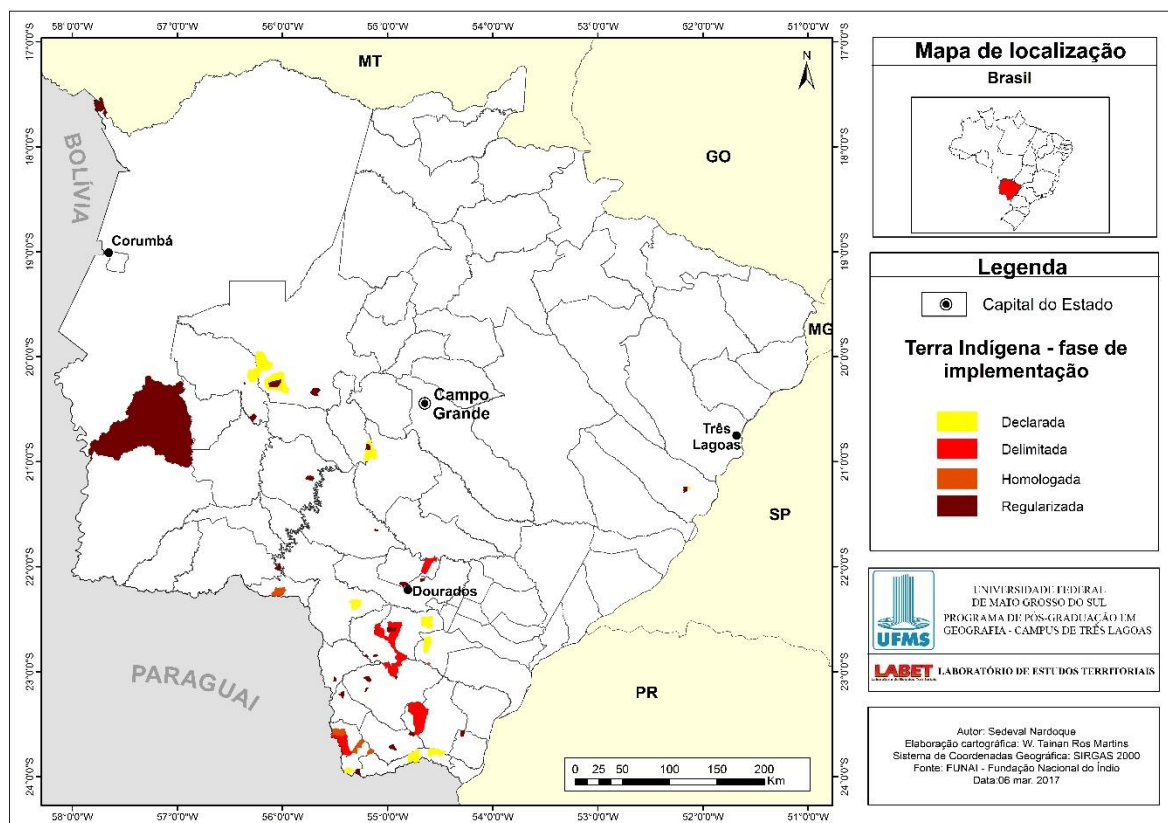 58°0'0"W 57°0'0"W 56°0'0"W 55°0'0"W 54°0'0"W 53°0'0"W 52°0'0"W 51°0'0"W
17°0'0"S
18°0'0"S
19°0'0"S
20°0'0"S
21°0'0"S
22°0'0"S
23°0'0"S
24°0'0"S
MT
N
BOLÍVIA
GO
Corumbá
MG
Campo
Grande
Três
Lagoas
SP
Dourados
PARAGUAI
PR
0 25 50 100 150 200
Km
58°0'0"W 57°0'0"W 56°0'0"W 55°0'0"W 54°0'0"W 53°0'0"W 52°0'0"W 51°0'0"W
17°0'0"S
18°0'0"S
19°0'0"S
20°0'0"S
21°0'0"S
22°0'0"S
23°0'0"S
24°0'0"S
Mapa de localização
Brasil
Legenda
Capital do Estado
Terra Indígena - fase de
implementação
Declarada
Delimitada
Homologada
Regularizada
UFMS
UNIVERSIDADE FEDERAL
DE MATO GROSSO DO SUL
PROGRAMA DE PÓS-GRADUAÇÃO EM
GEOGRAFIA - CAMPUS DE TRÊS LAGOAS
LABET LABORATÓRIO DE ESTUDOS TERRITORIAIS
Autor: Sedeval Nardoque
Elaboração cartográfica: W. Tainan Ros Martins
Sistema de Coordenadas Geográfica: SIRGAS 2000
Fonte: FUNAI - Fundação Nacional do Índio
Data:06 mar. 2017